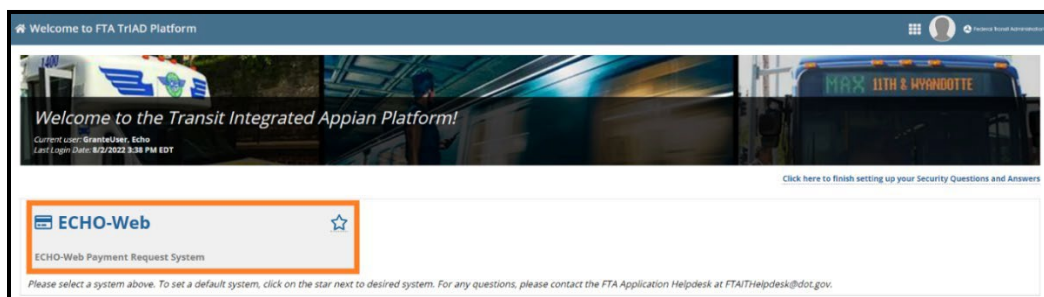 Welcome to FTA TrIAD Platform
Federal Transit Administration
1400
MAX 11TH & WYANDOTTE
Welcome to the Transit Integrated Appian Platform!
Current user: GranteUser, Echo
Last Login Date: 8/2/2022 3:38 PM EDT
Click here to finish setting up your Security Questions and Answers
ECHO-Web
ECHO-Web Payment Request System
Please select a system above. To set a default system, click on the star next to desired system. For any questions, please contact the FTA Application Helpdesk at FTAITHelpdesk@dot.gov.